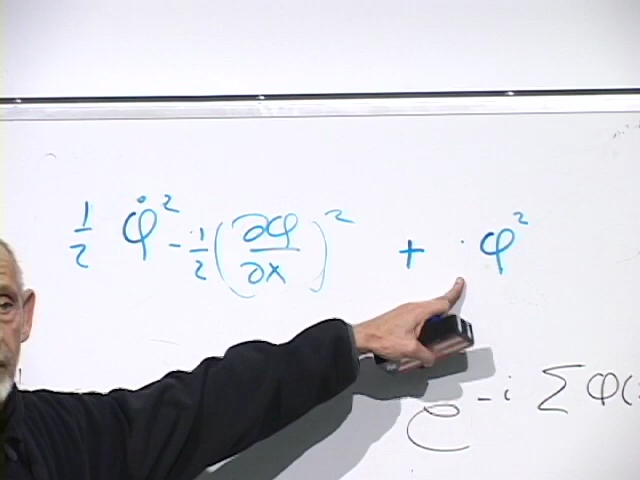 ½ φ̇² - ½ (∂φ/∂x)² + · φ²
e^{-i Σ φ(